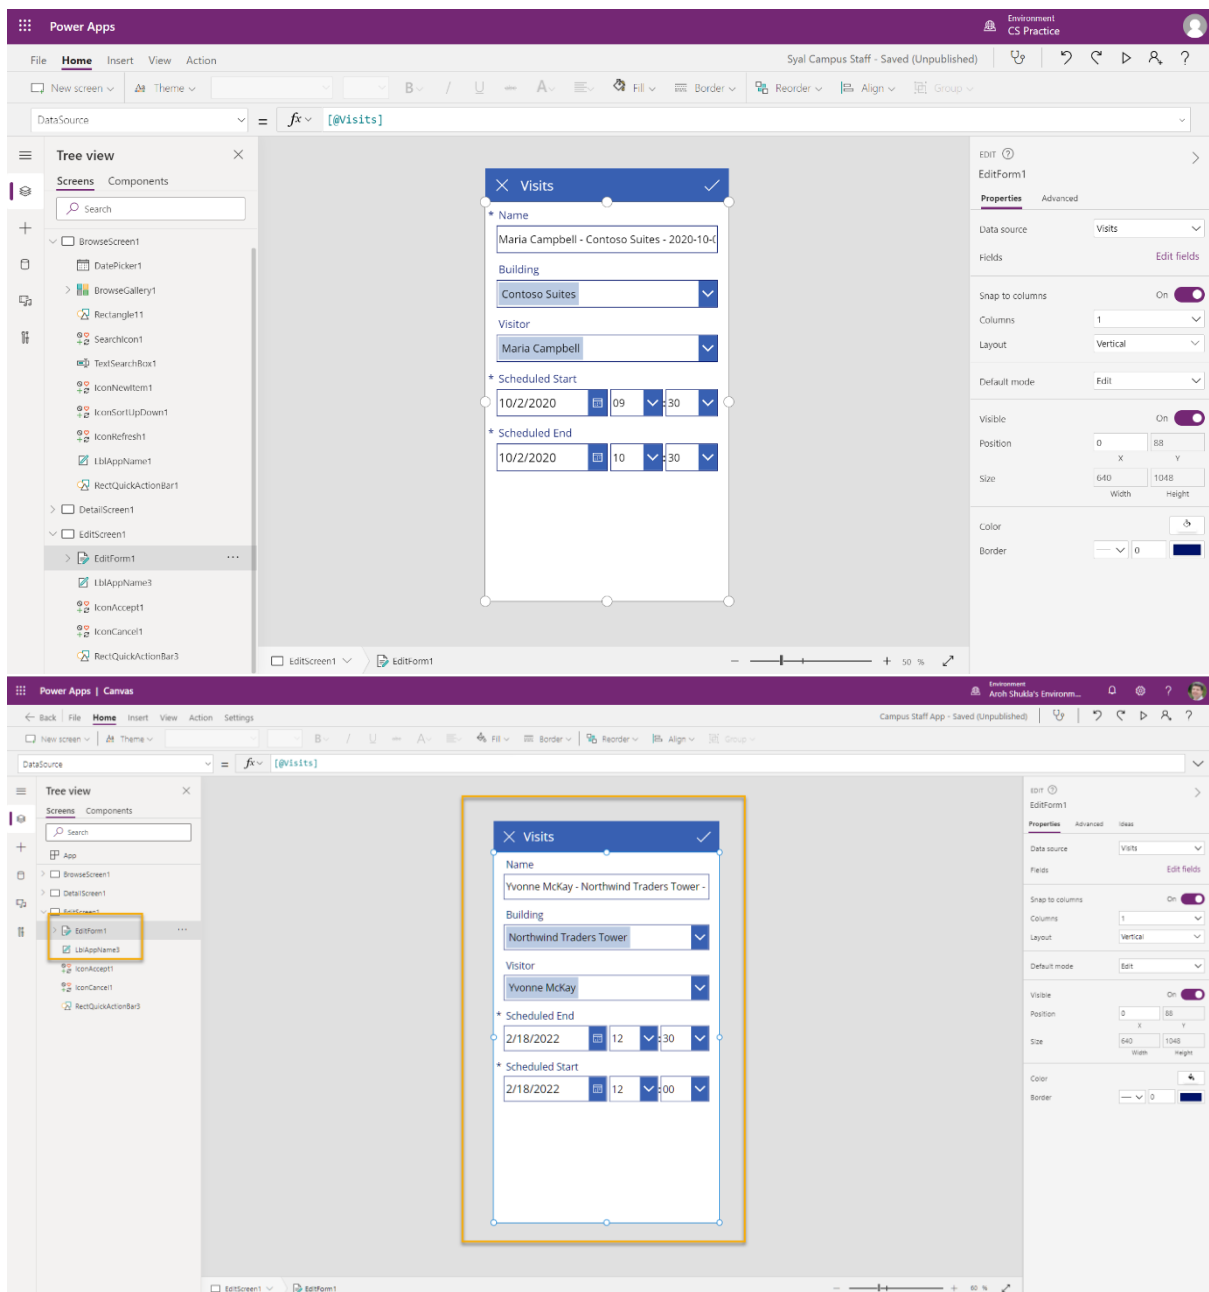 Power Apps
Environment
CS Practice
File Home Insert View Action
Syal Campus Staff - Saved (Unpublished)
New screen Theme B I U A Fill Border Reorder Align Group
DataSource = fx [@Visits]
Tree view
Screens Components
Search
BrowseScreen1
DatePicker1
BrowseGallery1
Rectangle11
SearchIcon1
TextSearchBox1
IconNewItem1
IconSortUpDown1
IconRefresh1
LblAppName1
RectQuickActionBar1
DetailScreen1
EditScreen1
EditForm1
LblAppName3
IconAccept1
IconCancel1
RectQuickActionBar3
Visits
* Name
Maria Campbell - Contoso Suites - 2020-10-0
Building
Contoso Suites
Visitor
Maria Campbell
* Scheduled Start
10/2/2020 09 : 30
* Scheduled End
10/2/2020 10 : 30
EditScreen1 EditForm1
50 %
EDIT
EditForm1
Properties Advanced
Data source Visits
Fields Edit fields
Snap to columns On
Columns 1
Layout Vertical
Default mode Edit
Visible On
Position 0 88
X Y
Size 640 1048
Width Height
Color
Border 0
Power Apps | Canvas
Environment
Aroh Shukla's Environm...
Back File Home Insert View Action Settings
Campus Staff App - Saved (Unpublished)
New screen Theme B I U A Fill Border Reorder Align Group
DataSource = fx [@Visits]
Tree view
Screens Components
Search
App
BrowseScreen1
DetailScreen1
EditScreen1
EditForm1
LblAppName3
IconAccept1
IconCancel1
RectQuickActionBar3
Visits
Name
Yvonne McKay - Northwind Traders Tower -
Building
Northwind Traders Tower
Visitor
Yvonne McKay
* Scheduled End
2/18/2022 12 : 30
* Scheduled Start
2/18/2022 12 : 00
EditScreen1 EditForm1
60 %
EDIT
EditForm1
Properties Advanced Ideas
Data source Visits
Fields Edit fields
Snap to columns On
Columns 1
Layout Vertical
Default mode Edit
Visible On
Position 0 88
X Y
Size 640 1048
Width Height
Color
Border 0